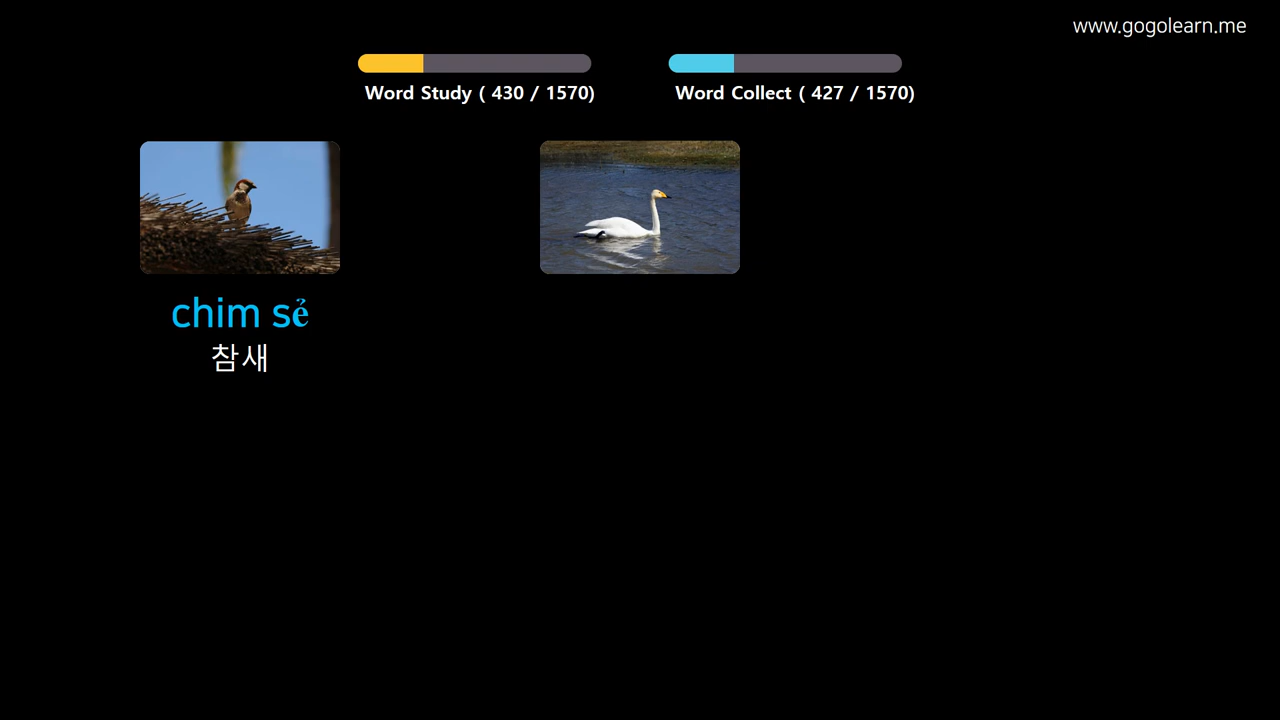 www.gogolearn.me
Word Study ( 430 / 1570)
Word Collect ( 427 / 1570)
chim sẻ
참새